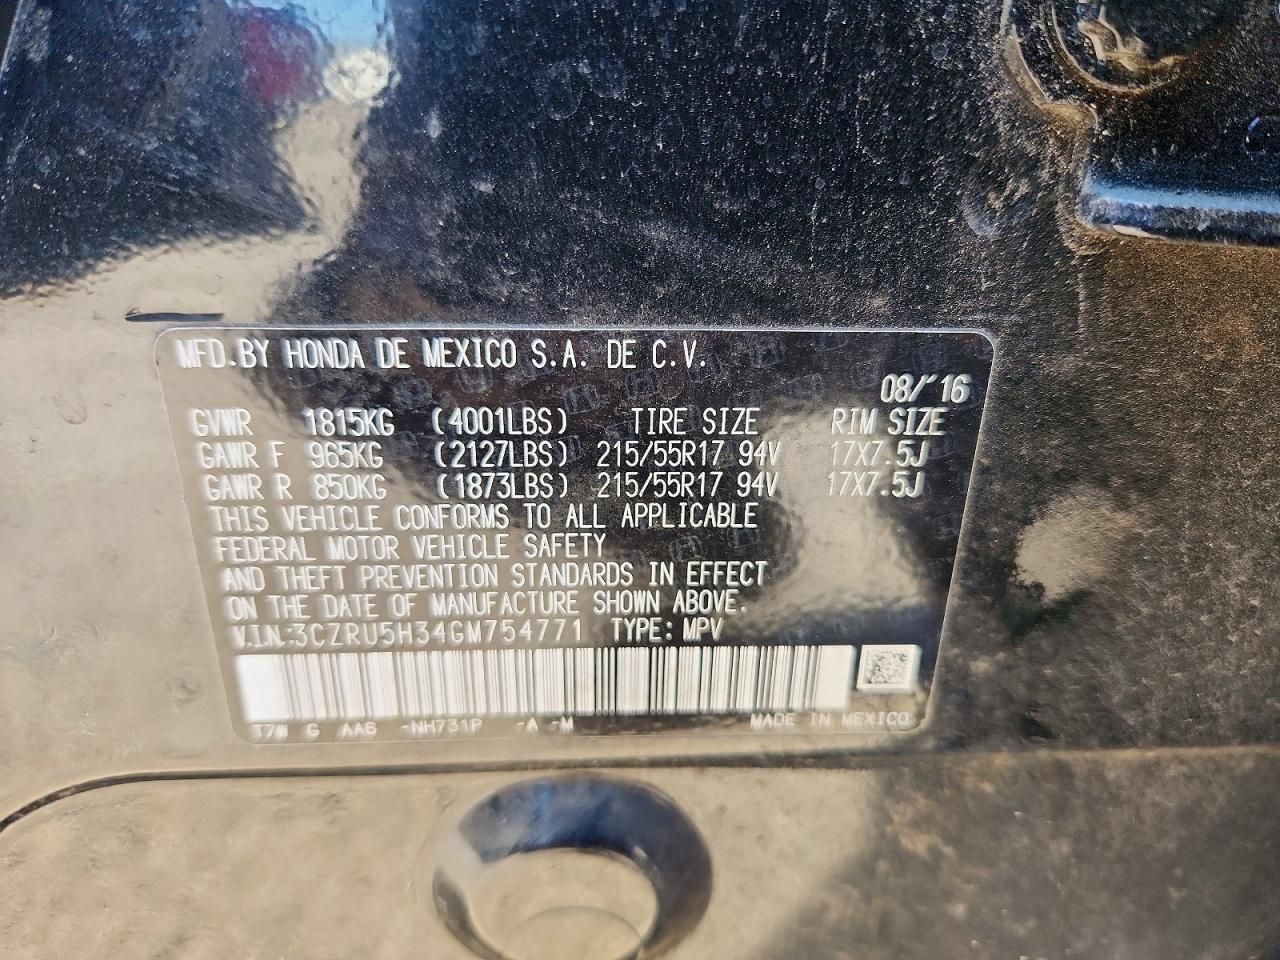 MFD.BY HONDA DE MEXICO S.A. DE C.V.
08/'16
GVWR 1815KG (4001LBS) TIRE SIZE RIM SIZE
GAWR F 965KG (2127LBS) 215/55R17 94V 17X7.5J
GAWR R 850KG (1873LBS) 215/55R17 94V 17X7.5J
THIS VEHICLE CONFORMS TO ALL APPLICABLE
FEDERAL MOTOR VEHICLE SAFETY
AND THEFT PREVENTION STANDARDS IN EFFECT
ON THE DATE OF MANUFACTURE SHOWN ABOVE.
V.I.N:3CZRU5H34GM754771 TYPE: MPV
T7W G AA6 -NH731P -A -M MADE IN MEXICO